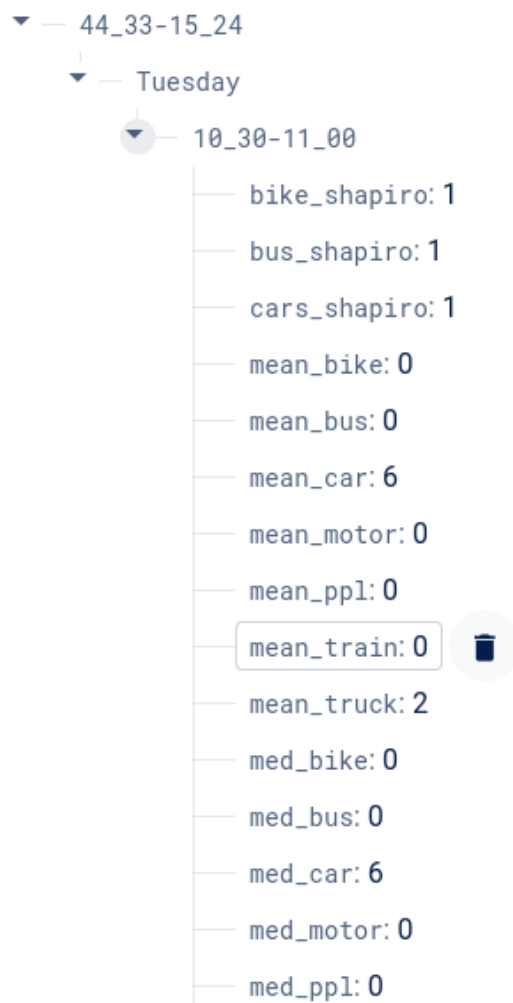 44_33-15_24
Tuesday
10_30-11_00
bike_shapiro: 1
bus_shapiro: 1
cars_shapiro: 1
mean_bike: 0
mean_bus: 0
mean_car: 6
mean_motor: 0
mean_ppl: 0
mean_train: 0
mean_truck: 2
med_bike: 0
med_bus: 0
med_car: 6
med_motor: 0
med_ppl: 0